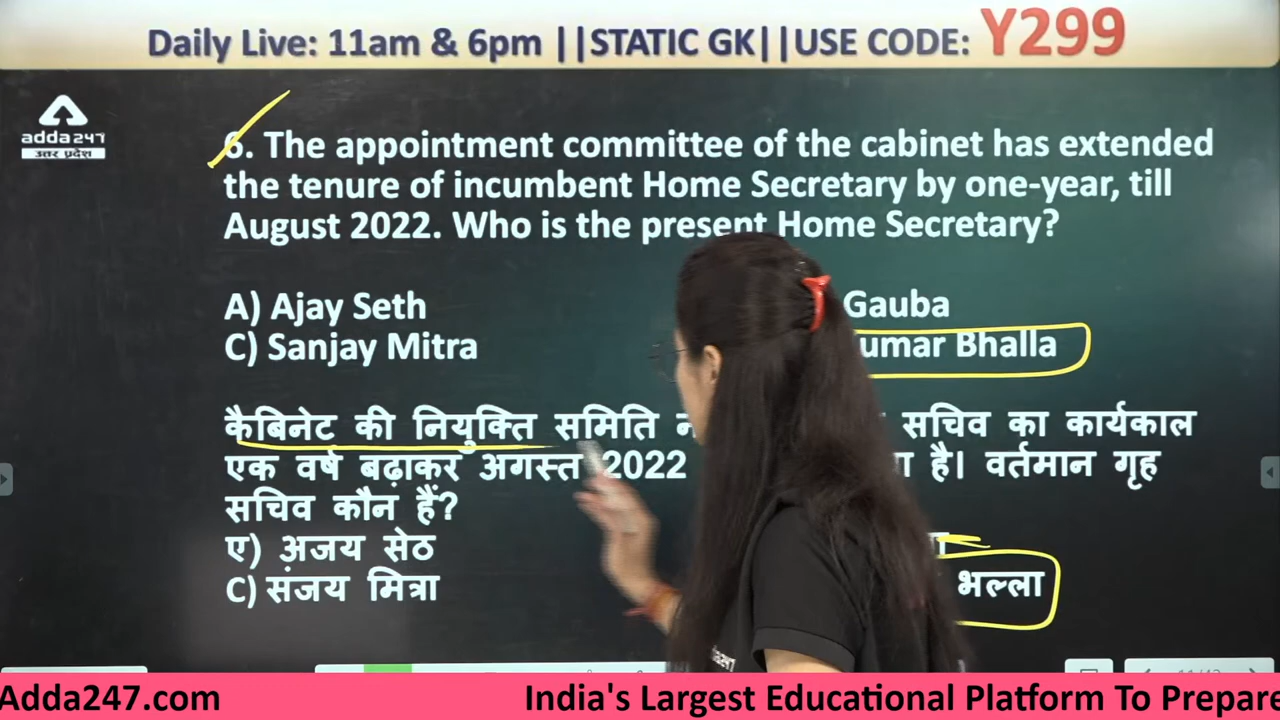 Daily Live: 11am & 6pm ||STATIC GK||USE CODE: Y299
adda247
उत्तर प्रदेश
6. The appointment committee of the cabinet has extended
the tenure of incumbent Home Secretary by one-year, till
August 2022. Who is the present Home Secretary?
A) Ajay Seth Gauba
C) Sanjay Mitra umar Bhalla
कैबिनेट की नियुक्ति समिति सचिव का कार्यकाल
एक वर्ष बढ़ाकर अगस्त 2022 है। वर्तमान गृह
सचिव कौन हैं?
ए) अजय सेठ
C) संजय मित्रा भल्ला
Adda247.com India's Largest Educational Platform To Prepare